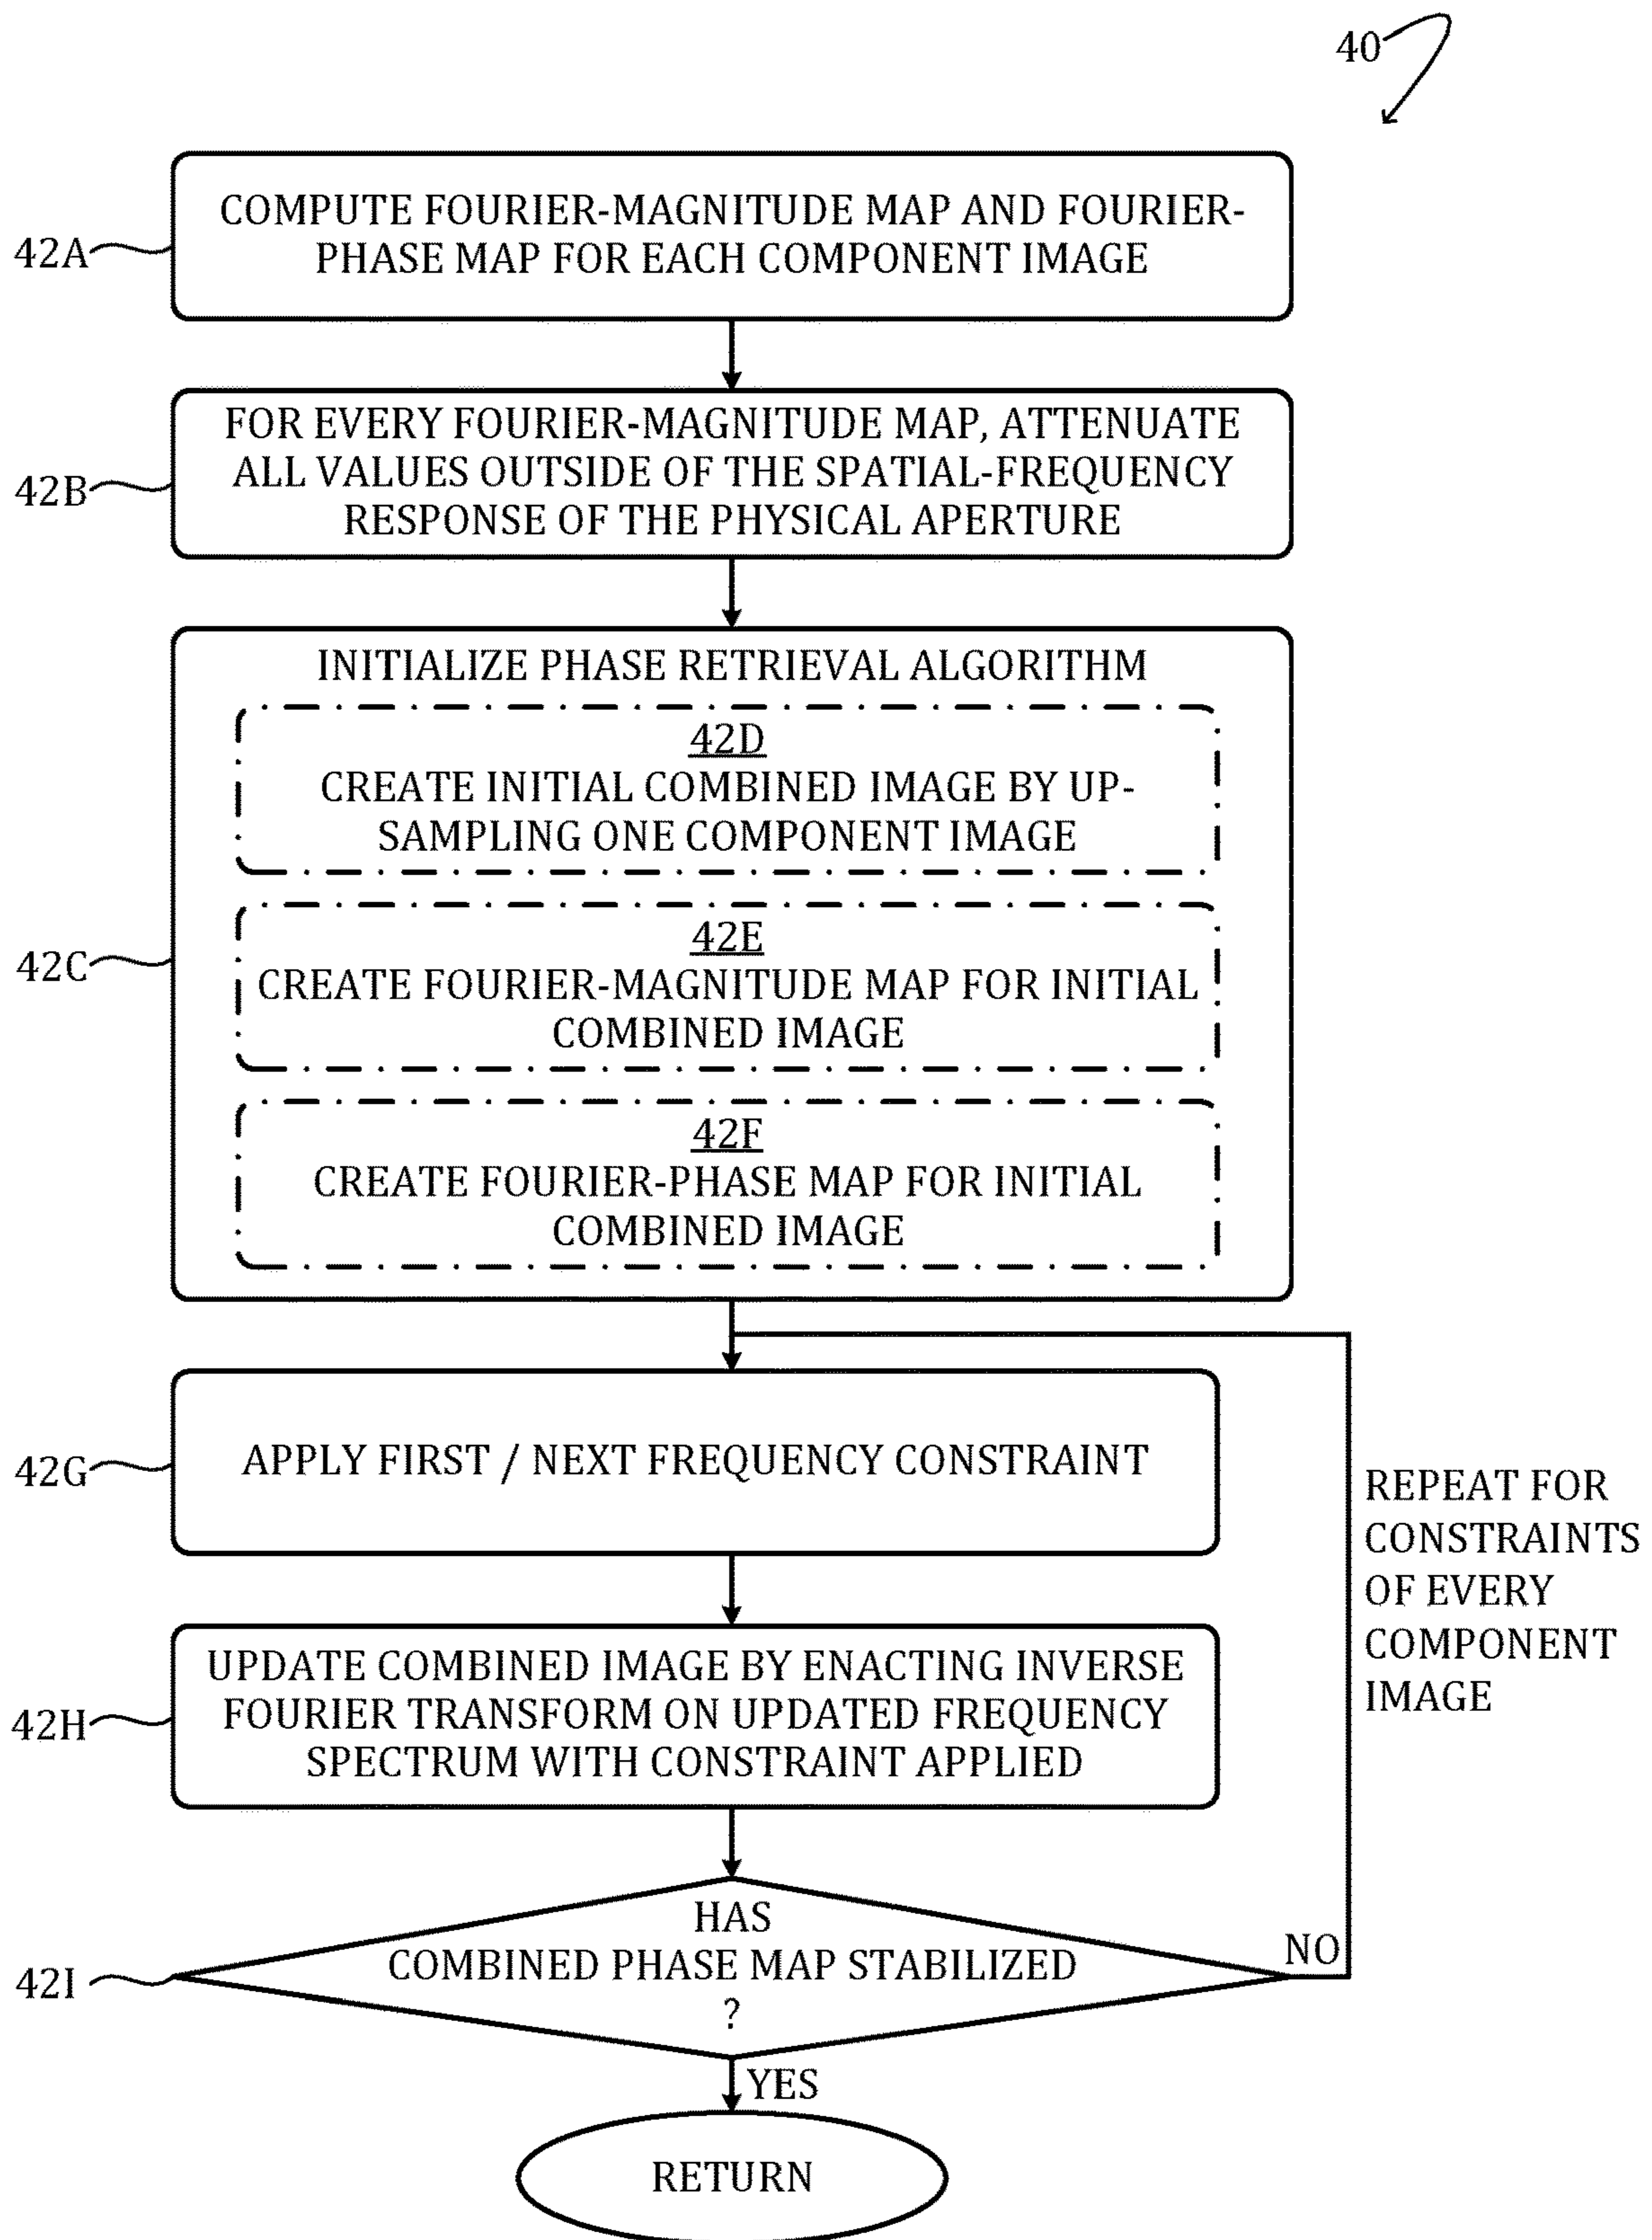 40
42A
COMPUTE FOURIER-MAGNITUDE MAP AND FOURIER-
PHASE MAP FOR EACH COMPONENT IMAGE
42B
FOR EVERY FOURIER-MAGNITUDE MAP, ATTENUATE
ALL VALUES OUTSIDE OF THE SPATIAL-FREQUENCY
RESPONSE OF THE PHYSICAL APERTURE
42C
INITIALIZE PHASE RETRIEVAL ALGORITHM
42D
CREATE INITIAL COMBINED IMAGE BY UP-
SAMPLING ONE COMPONENT IMAGE
42E
CREATE FOURIER-MAGNITUDE MAP FOR INITIAL
COMBINED IMAGE
42F
CREATE FOURIER-PHASE MAP FOR INITIAL
COMBINED IMAGE
42G
APPLY FIRST / NEXT FREQUENCY CONSTRAINT
REPEAT FOR
CONSTRAINTS
OF EVERY
COMPONENT
IMAGE
42H
UPDATE COMBINED IMAGE BY ENACTING INVERSE
FOURIER TRANSFORM ON UPDATED FREQUENCY
SPECTRUM WITH CONSTRAINT APPLIED
42I
HAS
COMBINED PHASE MAP STABILIZED
?
NO
YES
RETURN